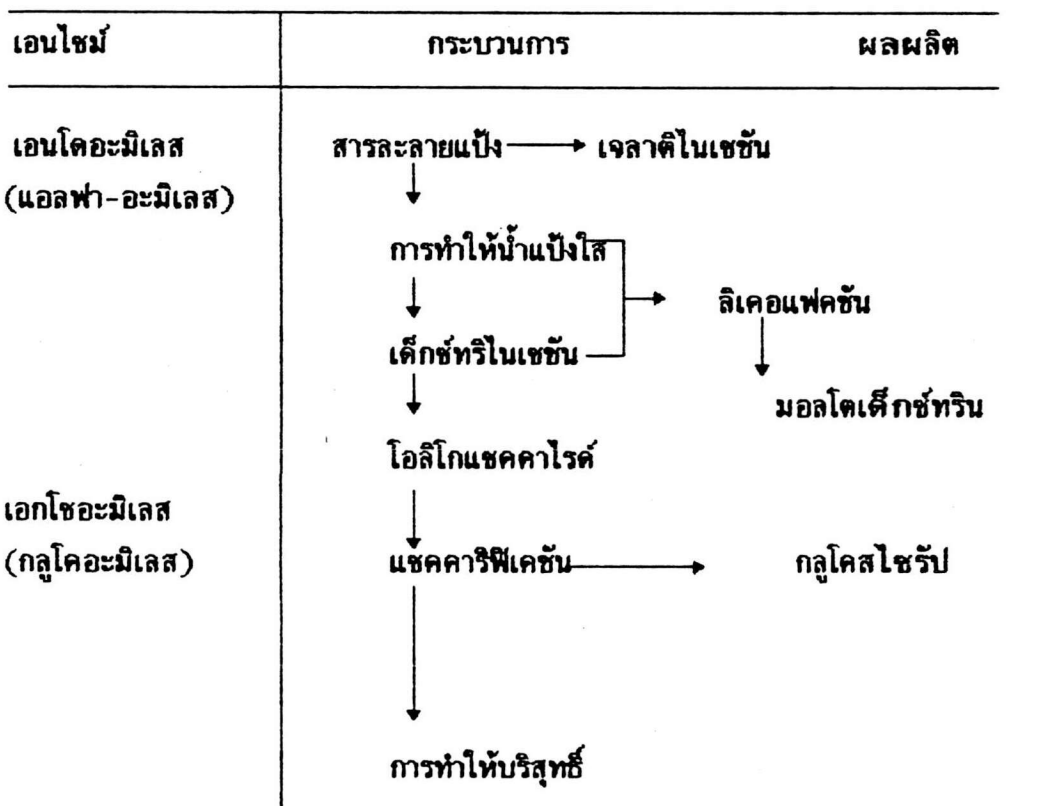 เอนไซม์ กระบวนการ ผลผลิต
เอนโดอะมิเลส สารละลายแป้ง เจลาติไนเซชัน
(แอลฟา-อะมิเลส)
การทำให้น้ำแป้งใส
ลิเคอแฟคชัน
เด็กซ์ทริไนเซชัน
มอลโตเด็กซ์ทริน
โอลิโกแซคคาไรด์
เอกโซอะมิเลส
(กลูโคอะมิเลส) แซคคาริฟิเคชัน กลูโคสไซรัป
การทำให้บริสุทธิ์